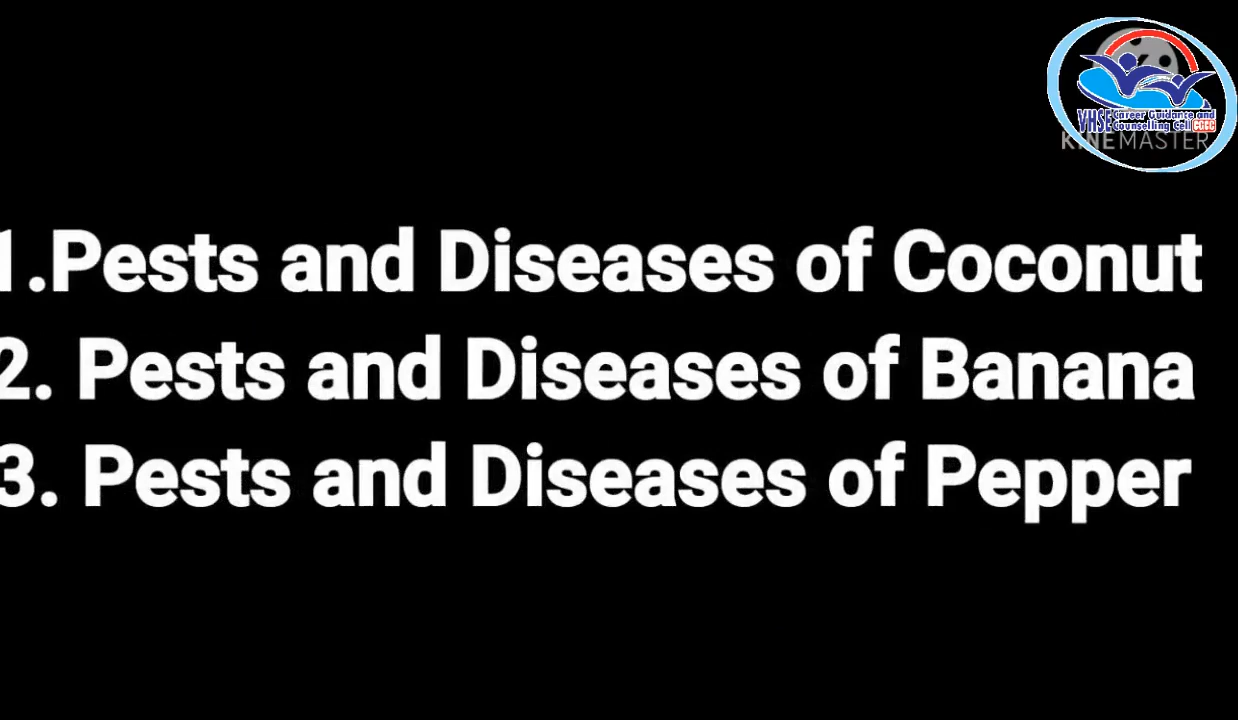 VHSE Career Guidance and
Counselling Cell CGCC
KINEMASTER
1.Pests and Diseases of Coconut
2. Pests and Diseases of Banana
3. Pests and Diseases of Pepper